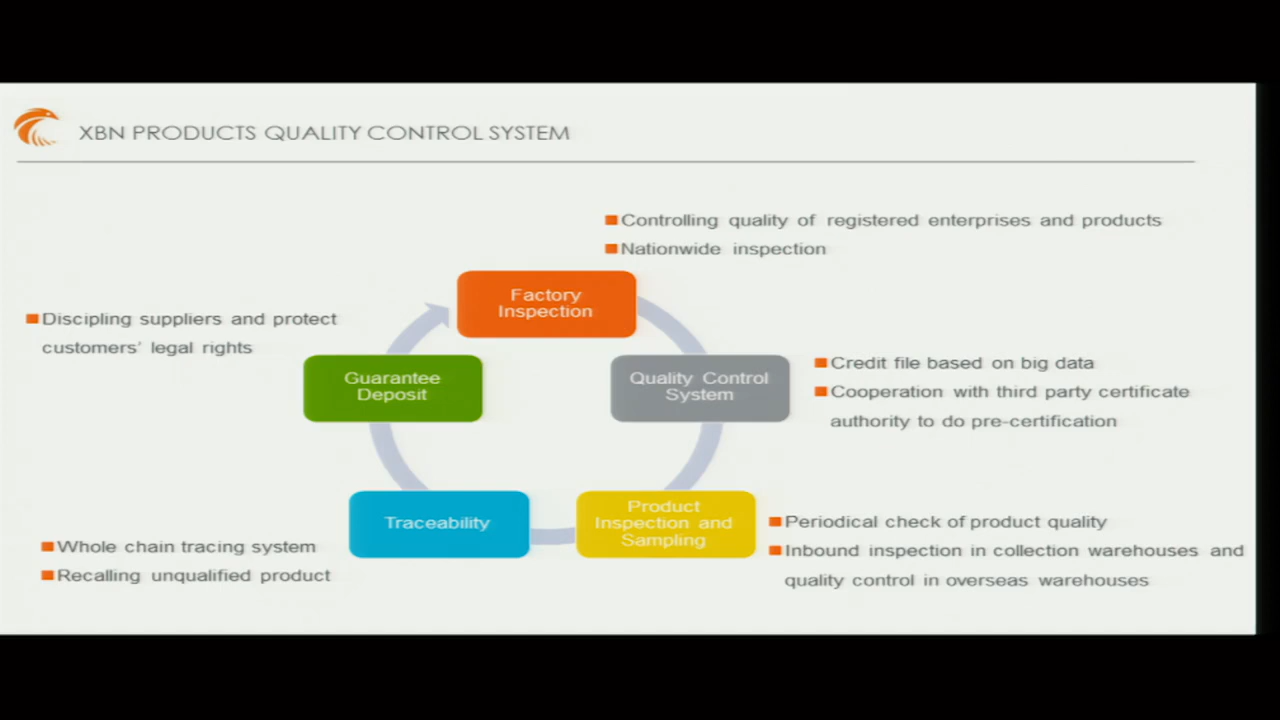 XBN PRODUCTS QUALITY CONTROL SYSTEM
Controlling quality of registered enterprises and products
Nationwide inspection
Factory
Inspection
Discipling suppliers and protect
customers' legal rights
Guarantee
Deposit
Quality Control
System
Credit file based on big data
Cooperation with third party certificate
authority to do pre-certification
Traceability
Product
Inspection and
Sampling
Whole chain tracing system
Recalling unqualified product
Periodical check of product quality
Inbound inspection in collection warehouses and
quality control in overseas warehouses